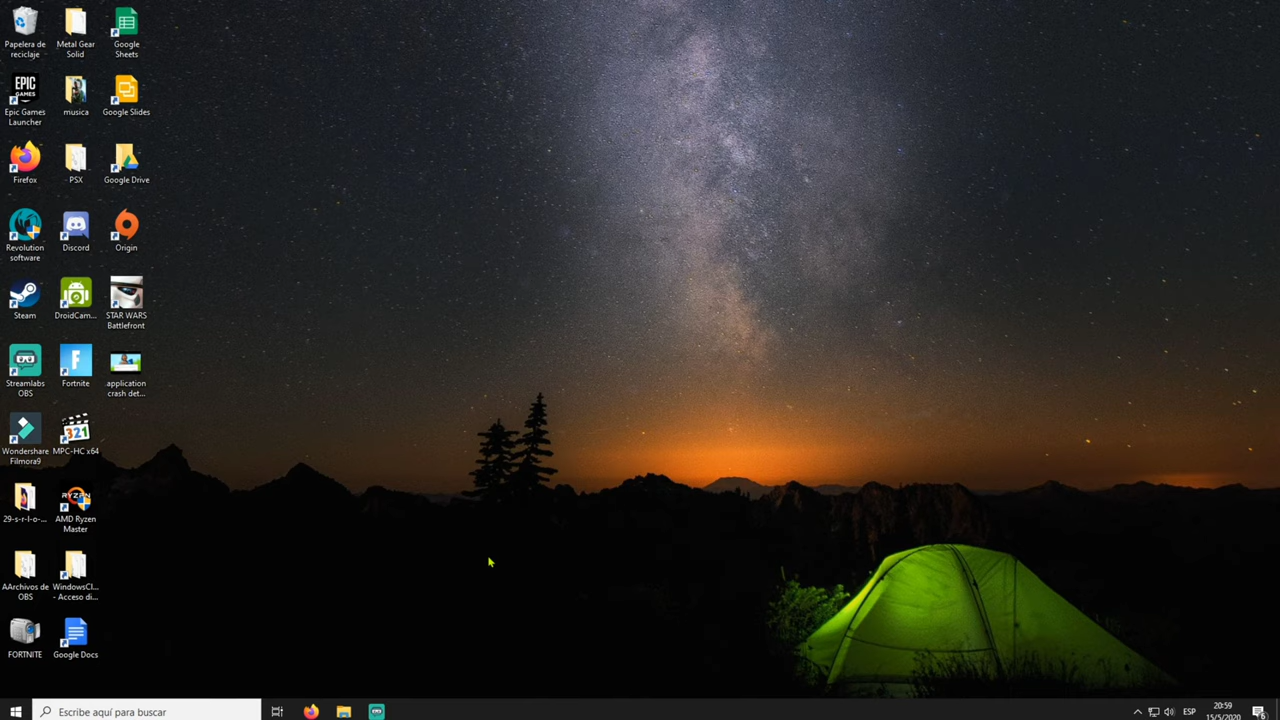 Papelera de
reciclaje
Metal Gear
Solid
Google
Sheets
EPIC
GAMES
Epic Games
Launcher
musica
Google Slides
Firefox
PSX
Google Drive
Revolution
software
Discord
Origin
Steam
DroidCam...
STAR WARS
Battlefront
Streamlabs
OBS
F
Fortnite
application
crash det...
Wondershare
Filmora9
321
MPC-HC x64
29-s-r-l-o-...
RYZEN
AMD Ryzen
Master
AArchivos de
OBS
WindowsCl...
- Acceso di...
FORTNITE
Google Docs
Escribe aquí para buscar
ESP
20:59
15/5/2020
6